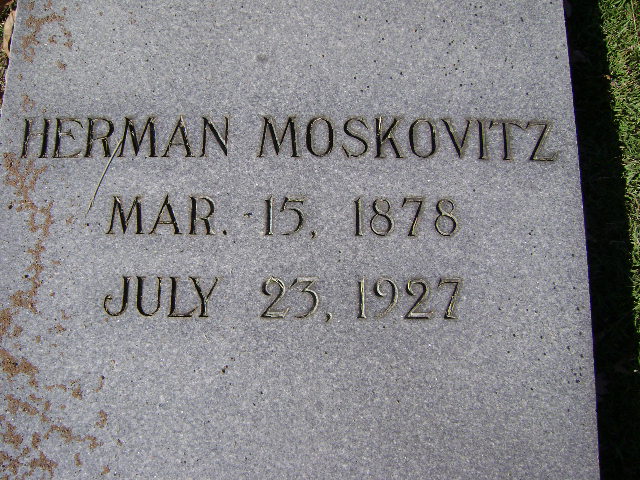 HERMAN MOSKOVITZ
MAR. 15, 1878
JULY 23, 1927